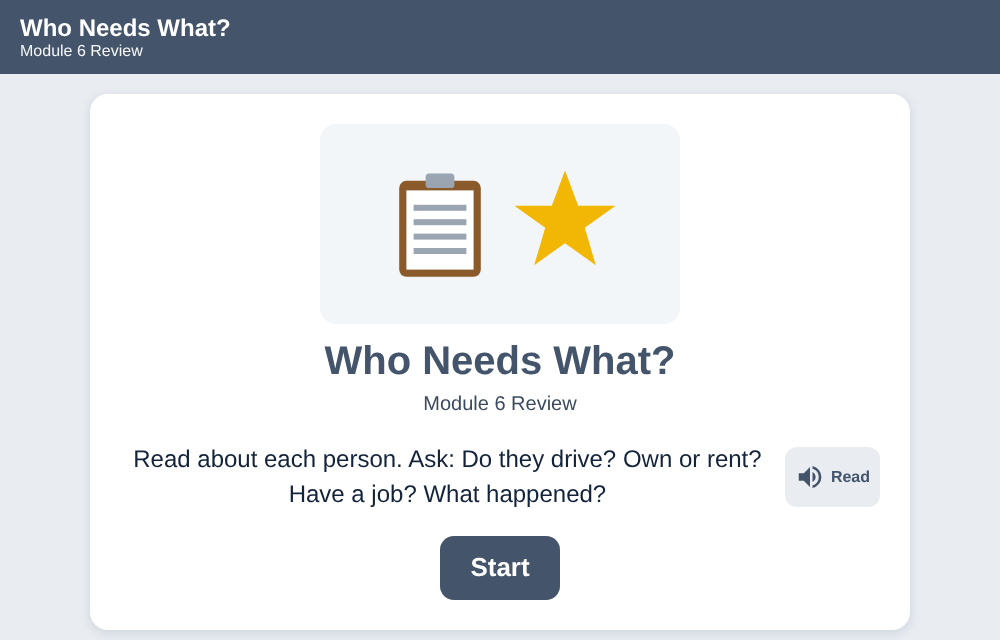 Who Needs What?
Module 6 Review
Who Needs What?
Module 6 Review
Read about each person. Ask: Do they drive? Own or rent?
Have a job? What happened?
Read
Start